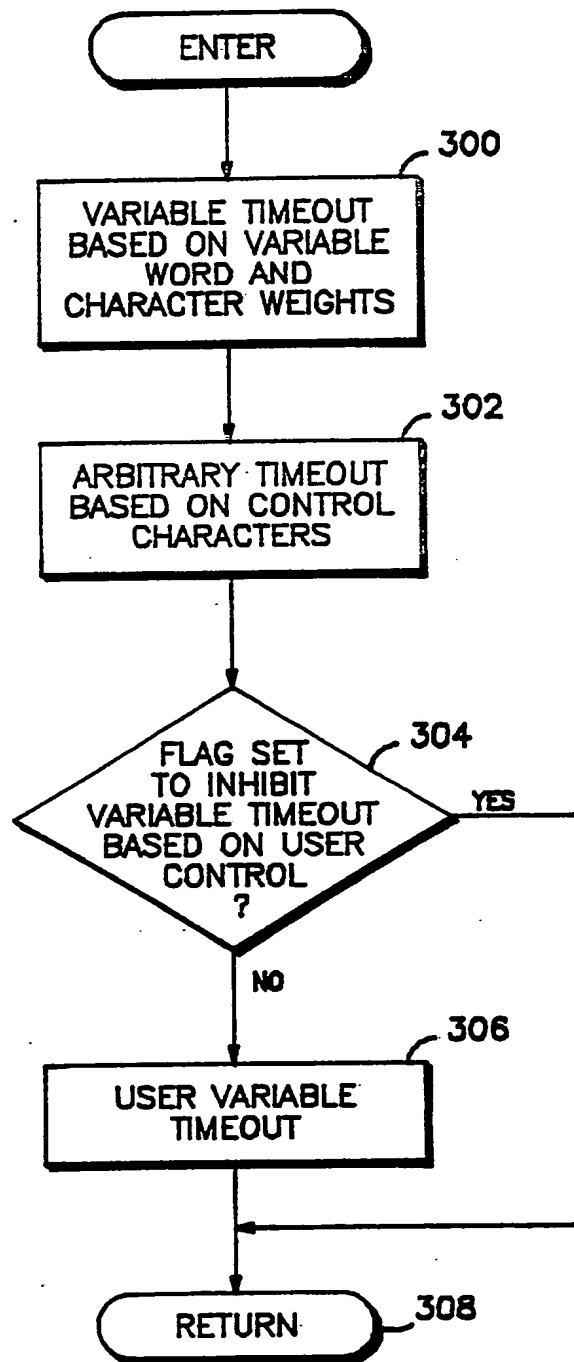 ENTER
300
VARIABLE TIMEOUT
BASED ON VARIABLE
WORD AND
CHARACTER WEIGHTS
302
ARBITRARY TIMEOUT
BASED ON CONTROL
CHARACTERS
304
FLAG SET
TO INHIBIT
VARIABLE TIMEOUT
BASED ON USER
CONTROL
?
YES
NO
306
USER VARIABLE
TIMEOUT
RETURN
308